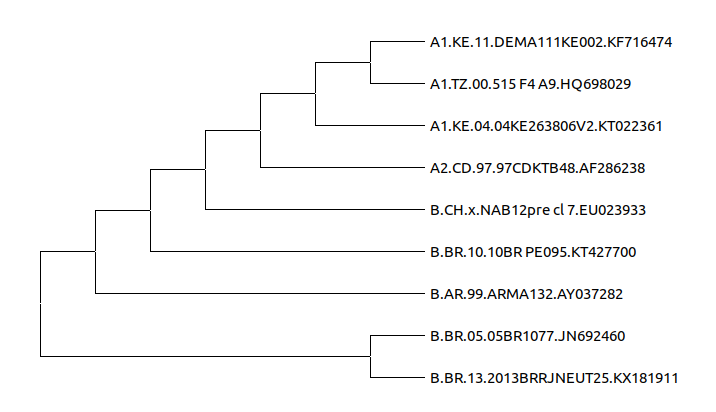 A1.KE.11.DEMA111KE002.KF716474
A1.TZ.00.515 F4 A9.HQ698029
A1.KE.04.04KE263806V2.KT022361
A2.CD.97.97CDKTB48.AF286238
B.CH.x.NAB12pre cl 7.EU023933
B.BR.10.10BR PE095.KT427700
B.AR.99.ARMA132.AY037282
B.BR.05.05BR1077.JN692460
B.BR.13.2013BRRJNEUT25.KX181911